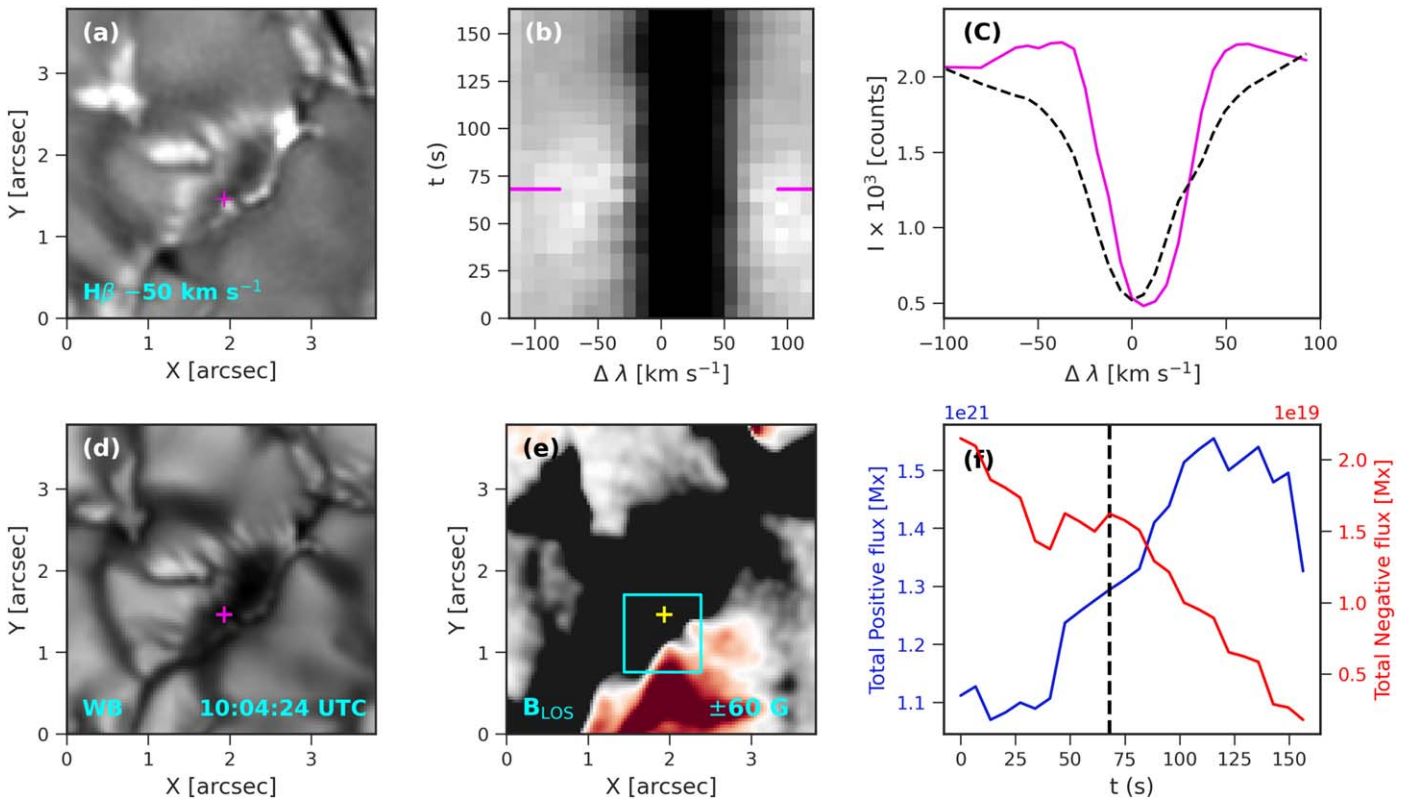 (a)
3
2
1
0
Y [arcsec]
Hβ −50 km s⁻¹
0 1 2 3
X [arcsec]
(b)
150
125
100
75
50
25
0
t (s)
−100 −50 0 50 100
Δ λ [km s⁻¹]
(C)
2.0
1.5
1.0
0.5
I × 10³ [counts]
−100 −50 0 50 100
Δ λ [km s⁻¹]
(d)
3
2
1
0
Y [arcsec]
WB 10:04:24 UTC
0 1 2 3
X [arcsec]
(e)
3
2
1
0
Y [arcsec]
B_LOS ±60 G
0 1 2 3
X [arcsec]
1e21 1e19
(f)
1.5
1.4
1.3
1.2
1.1
Total Positive flux [Mx]
2.0
1.5
1.0
0.5
Total Negative flux [Mx]
0 25 50 75 100 125 150
t (s)